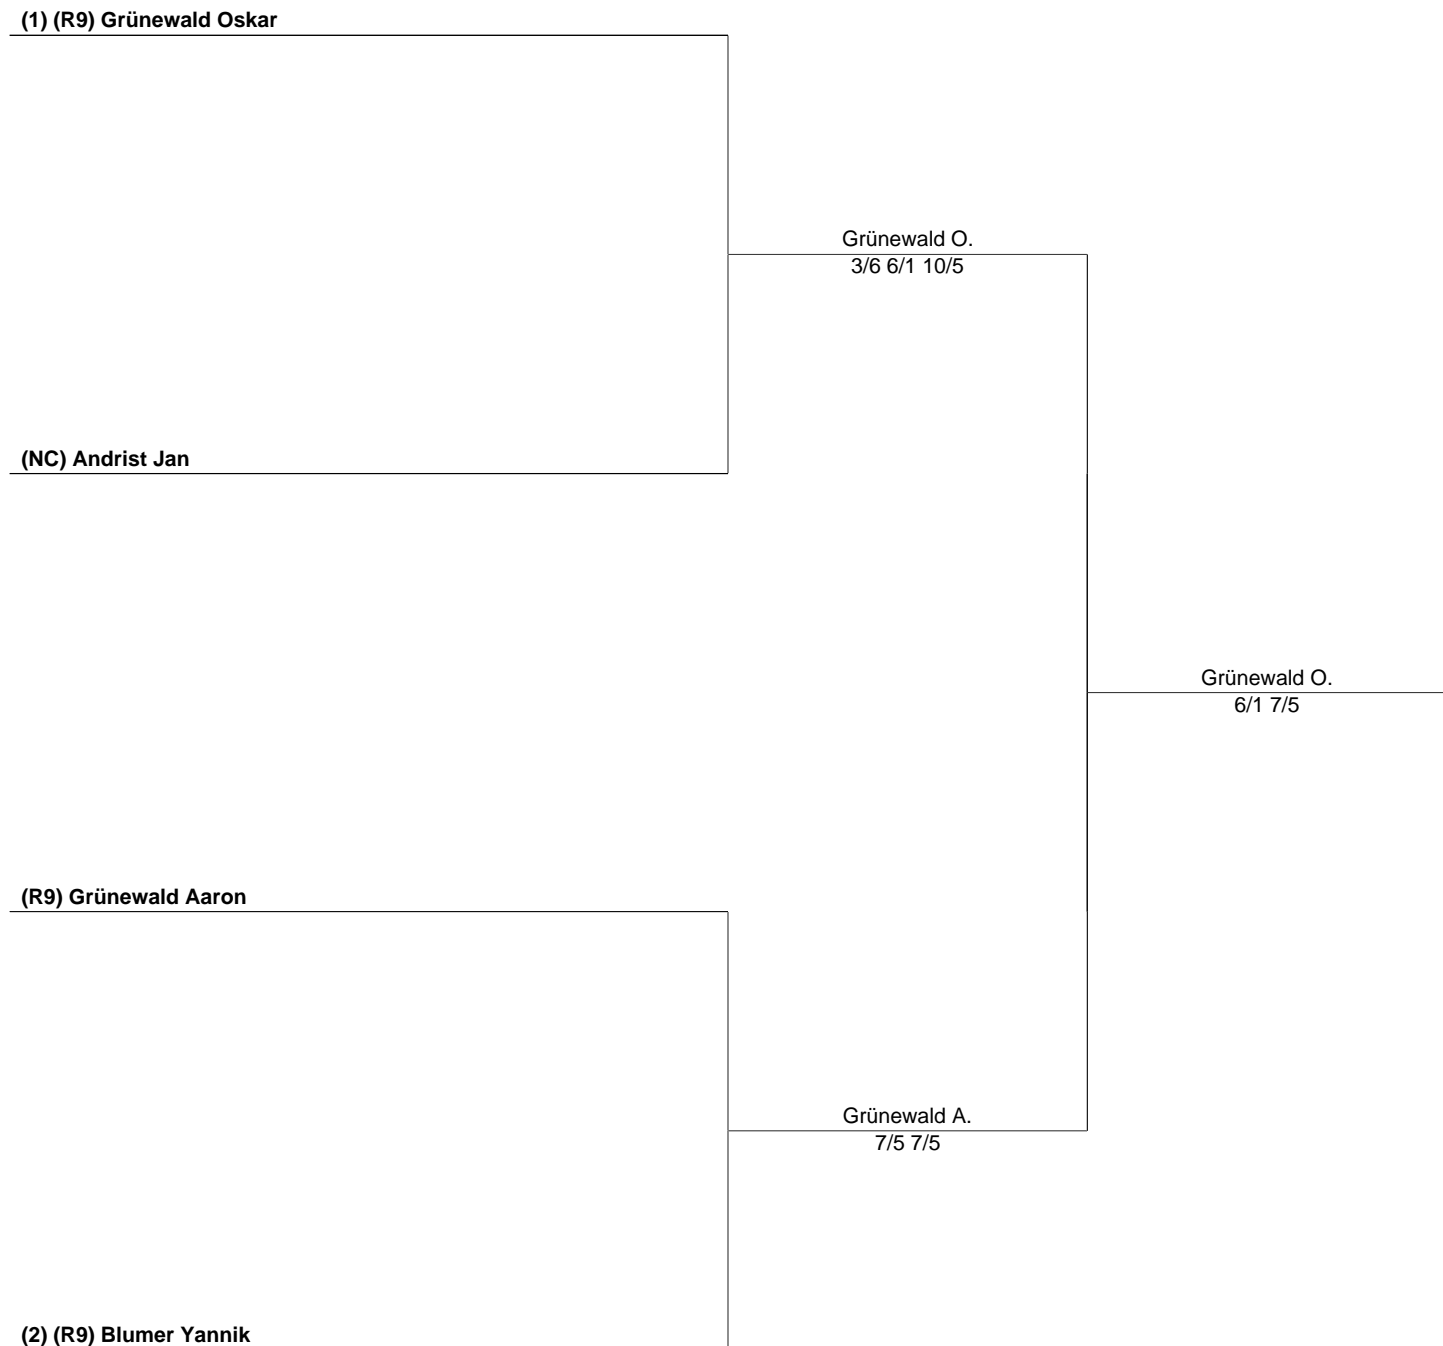 (1) (R9) Grünewald Oskar
Grünewald O.
3/6 6/1 10/5
(NC) Andrist Jan
Grünewald O.
6/1 7/5
(R9) Grünewald Aaron
Grünewald A.
7/5 7/5
(2) (R9) Blumer Yannik